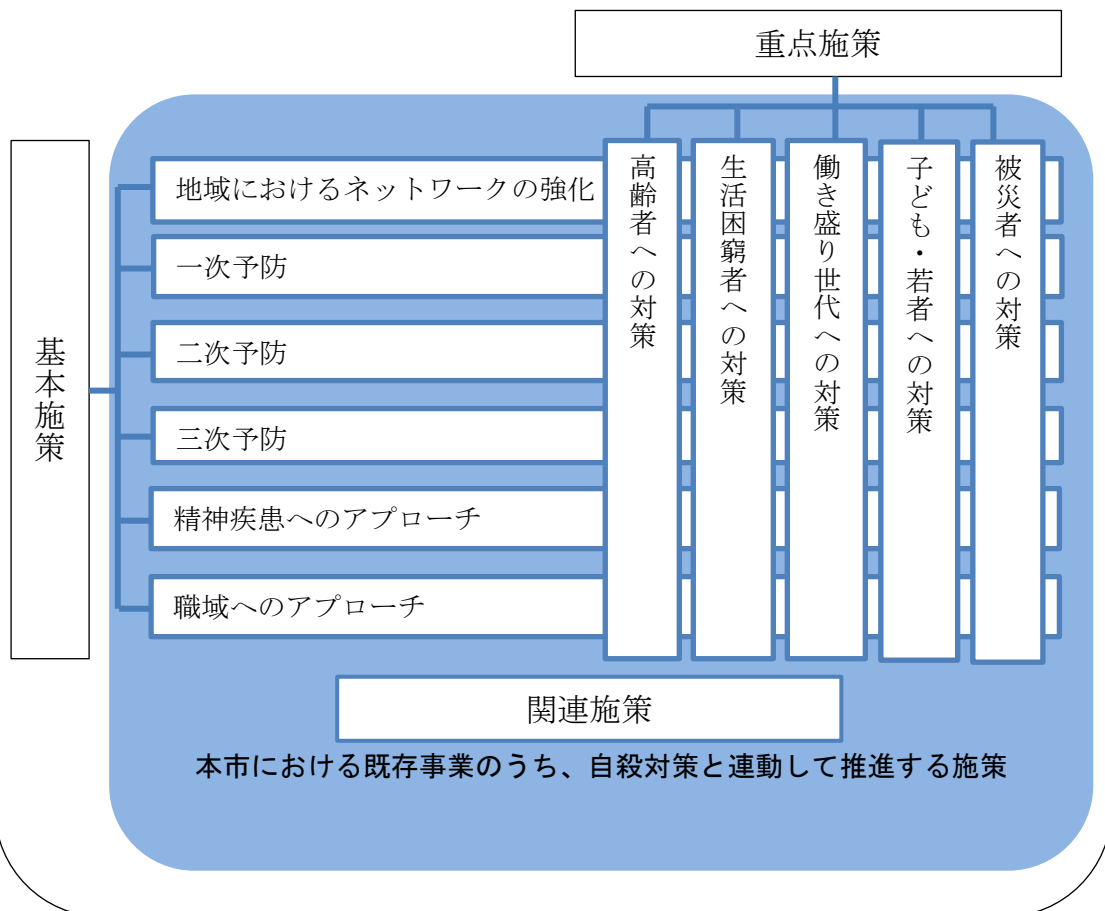 重点施策
基本施策
地域におけるネットワークの強化
一次予防
二次予防
三次予防
精神疾患へのアプローチ
職域へのアプローチ
高齢者への対策
生活困窮者への対策
働き盛り世代への対策
子ども・若者への対策
被災者への対策
関連施策
本市における既存事業のうち、自殺対策と連動して推進する施策